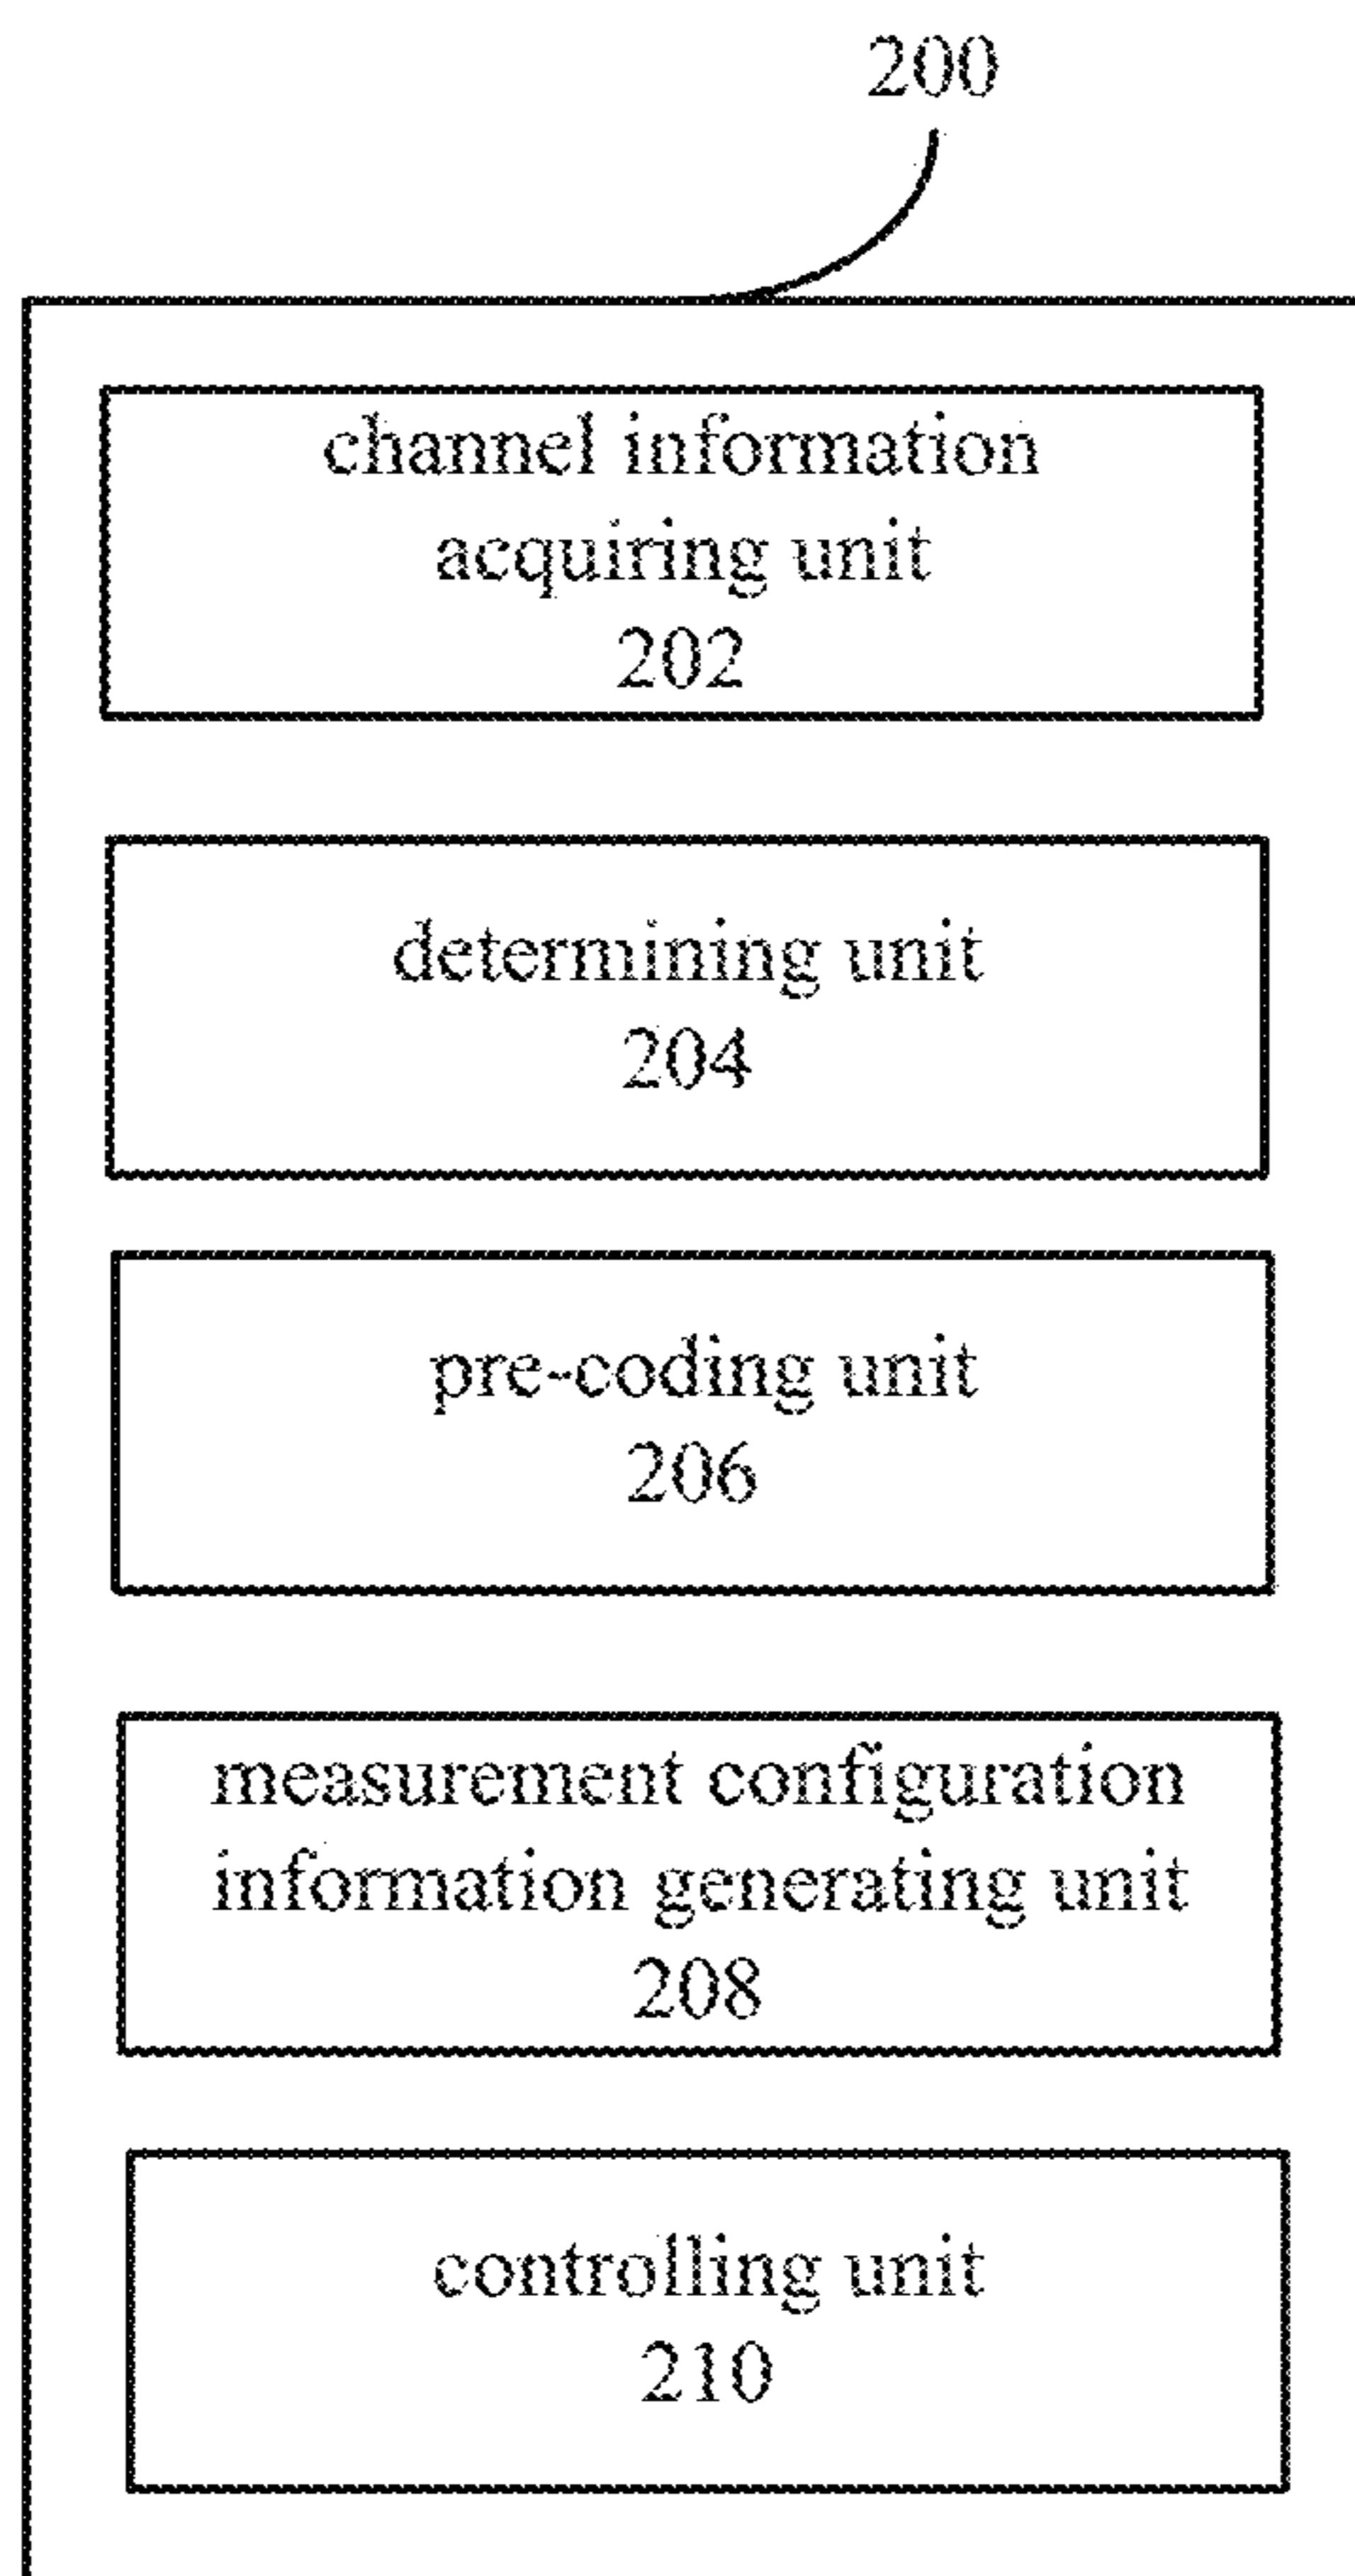 200
channel information
acquiring unit
202
determining unit
204
pre-coding unit
206
measurement configuration
information generating unit
208
controlling unit
210